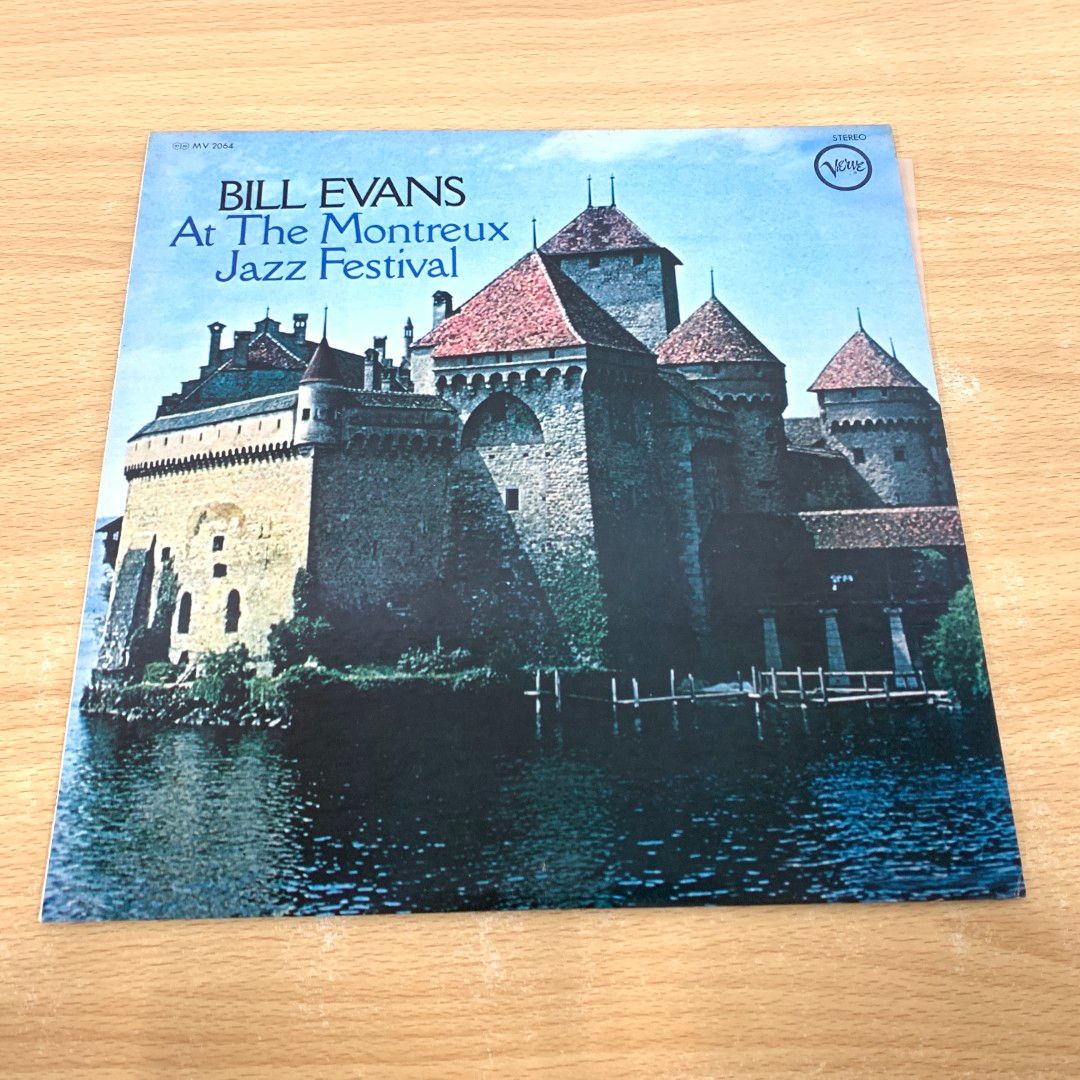 MV 2064
STEREO
Verve
BILL EVANS
At The Montreux
Jazz Festival